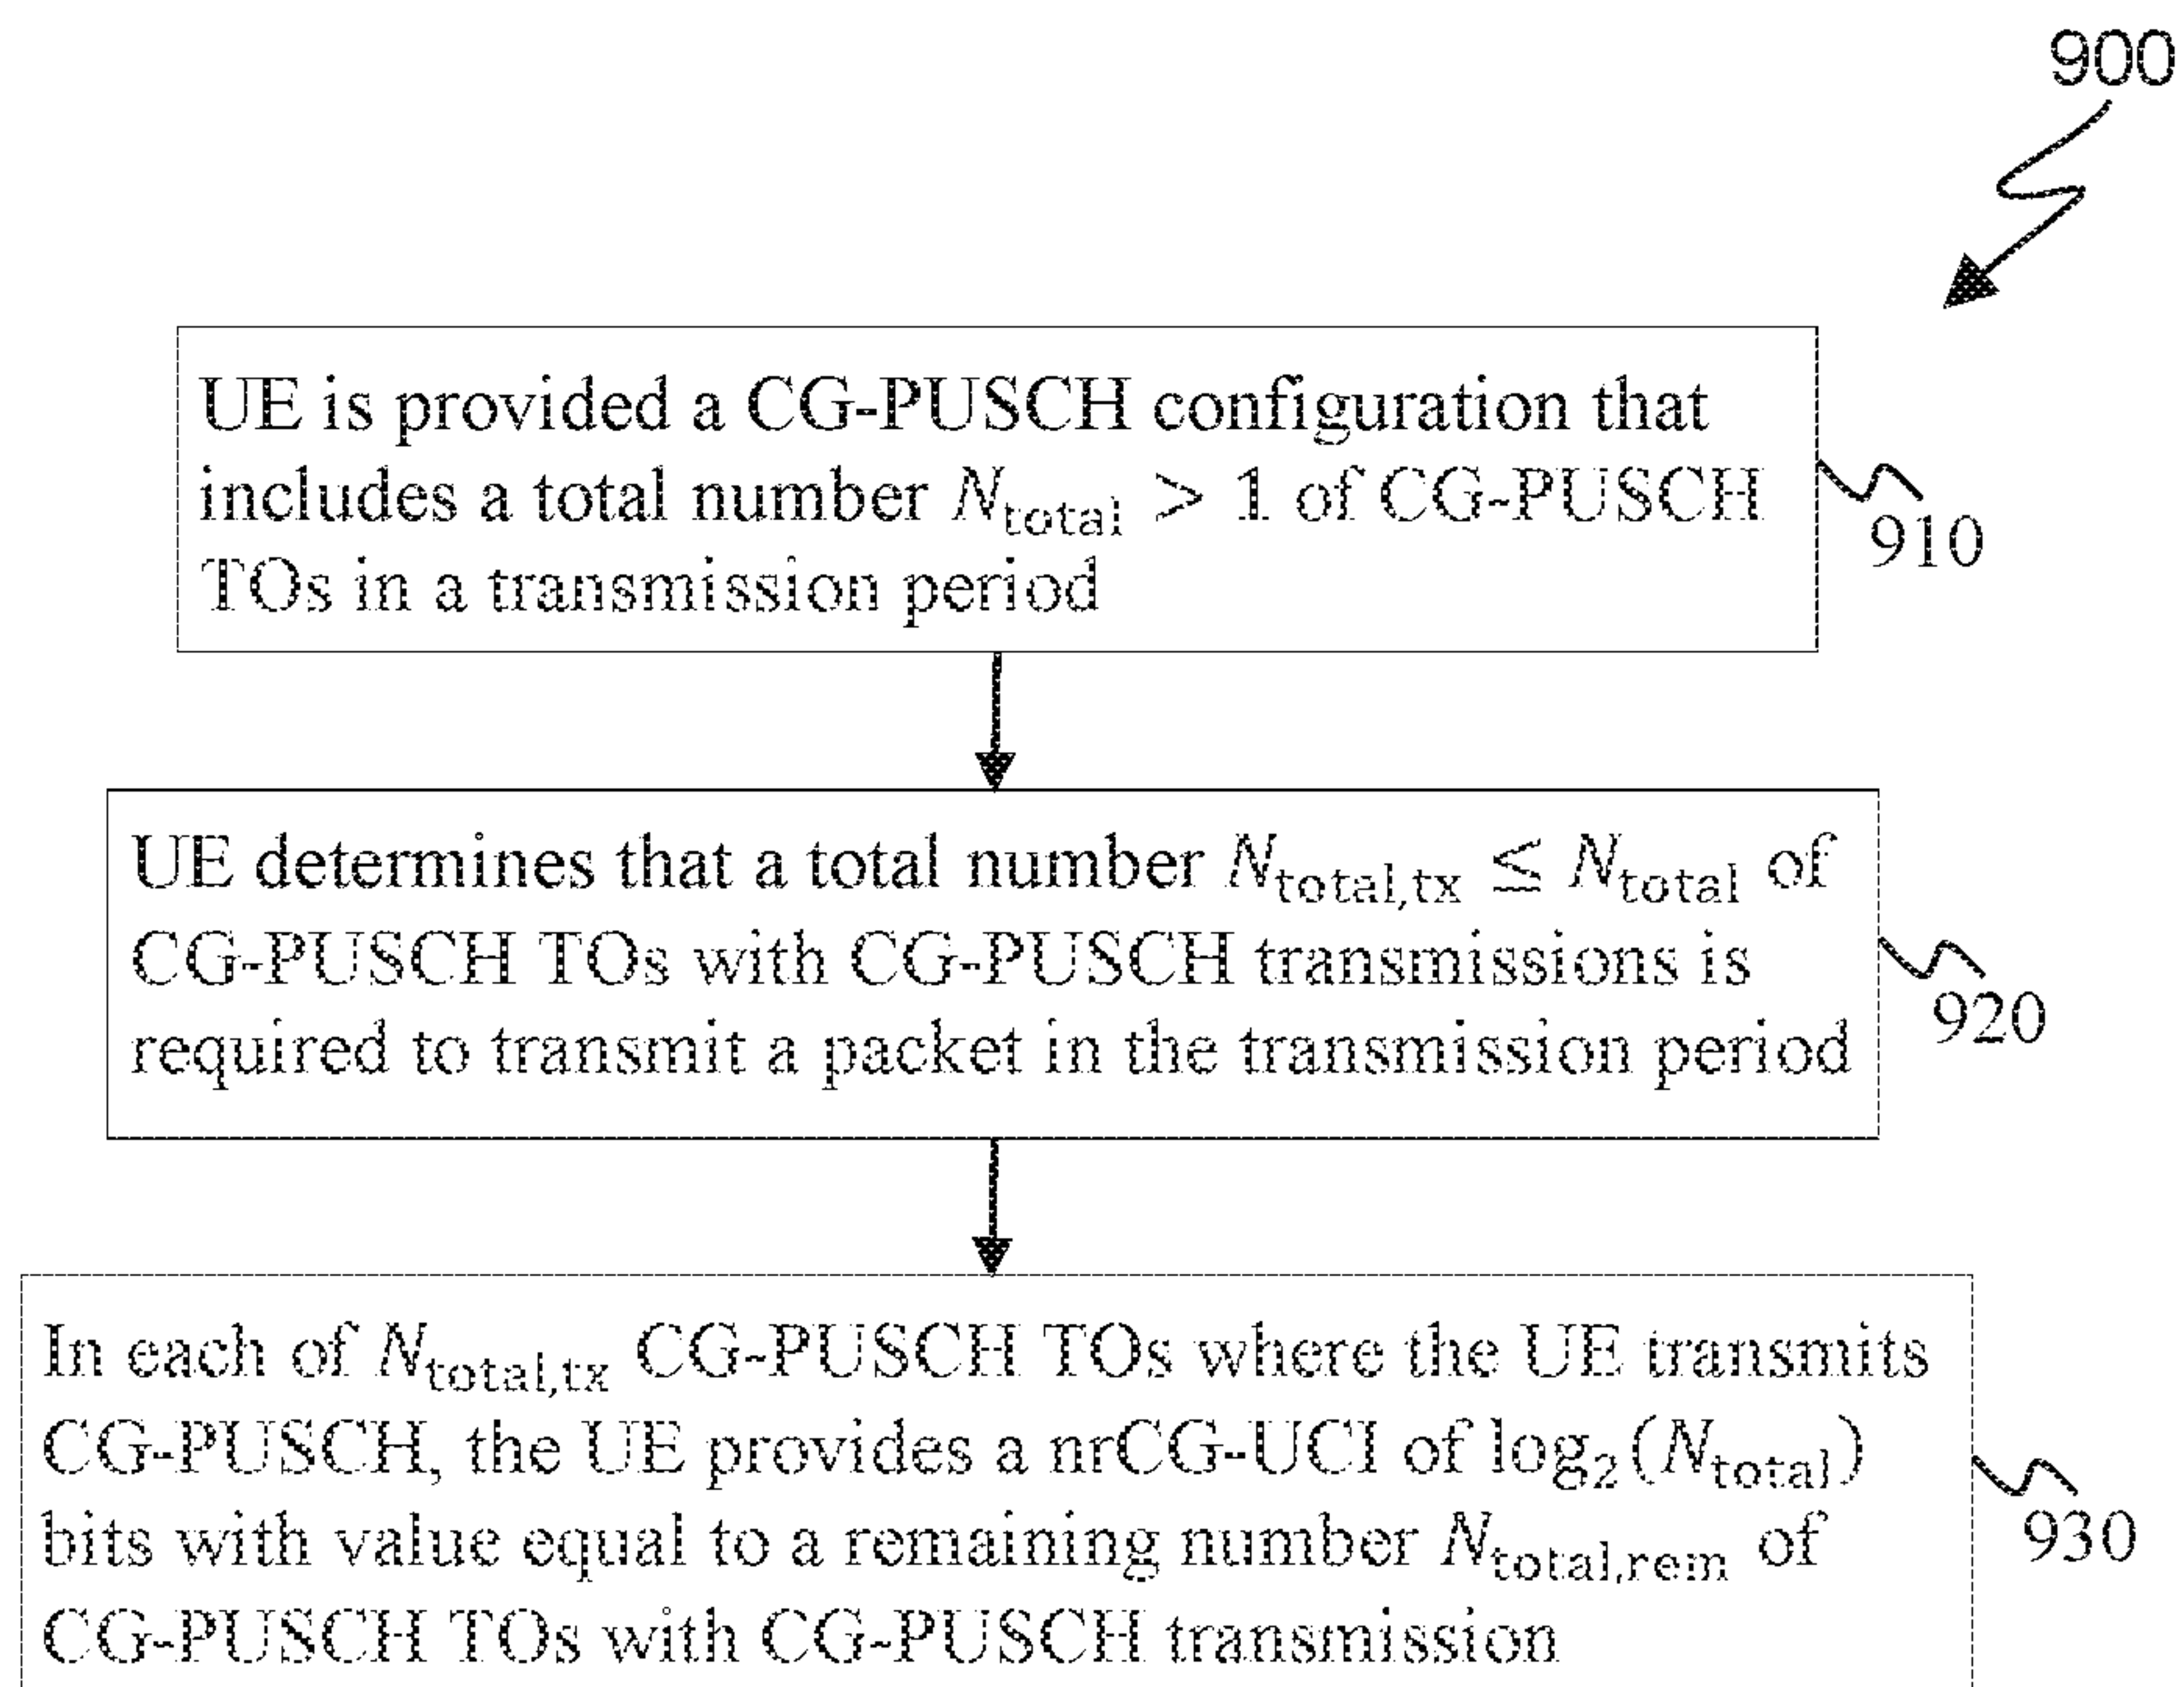 900
UE is provided a CG-PUSCH configuration that
includes a total number N_total > 1 of CG-PUSCH
TOs in a transmission period
910
UE determines that a total number N_total,tx ≤ N_total of
CG-PUSCH TOs with CG-PUSCH transmissions is
required to transmit a packet in the transmission period
920
In each of N_total,tx CG-PUSCH TOs where the UE transmits
CG-PUSCH, the UE provides a nrCG-UCI of log₂(N_total)
bits with value equal to a remaining number N_total,rem of
CG-PUSCH TOs with CG-PUSCH transmission
930